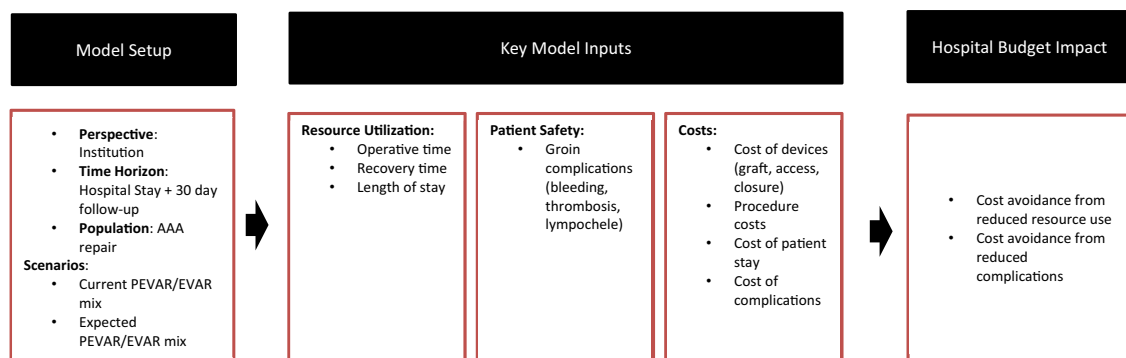 Model Setup
Key Model Inputs
Hospital Budget Impact
• Perspective:
Institution
• Time Horizon:
Hospital Stay + 30 day
follow-up
• Population: AAA
repair
Scenarios:
• Current PEVAR/EVAR
mix
• Expected
PEVAR/EVAR mix
Resource Utilization:
• Operative time
• Recovery time
• Length of stay
Patient Safety:
• Groin
complications
(bleeding,
thrombosis,
lympochele)
Costs:
• Cost of devices
(graft, access,
closure)
• Procedure
costs
• Cost of patient
stay
• Cost of
complications
• Cost avoidance from
reduced resource use
• Cost avoidance from
reduced
complications